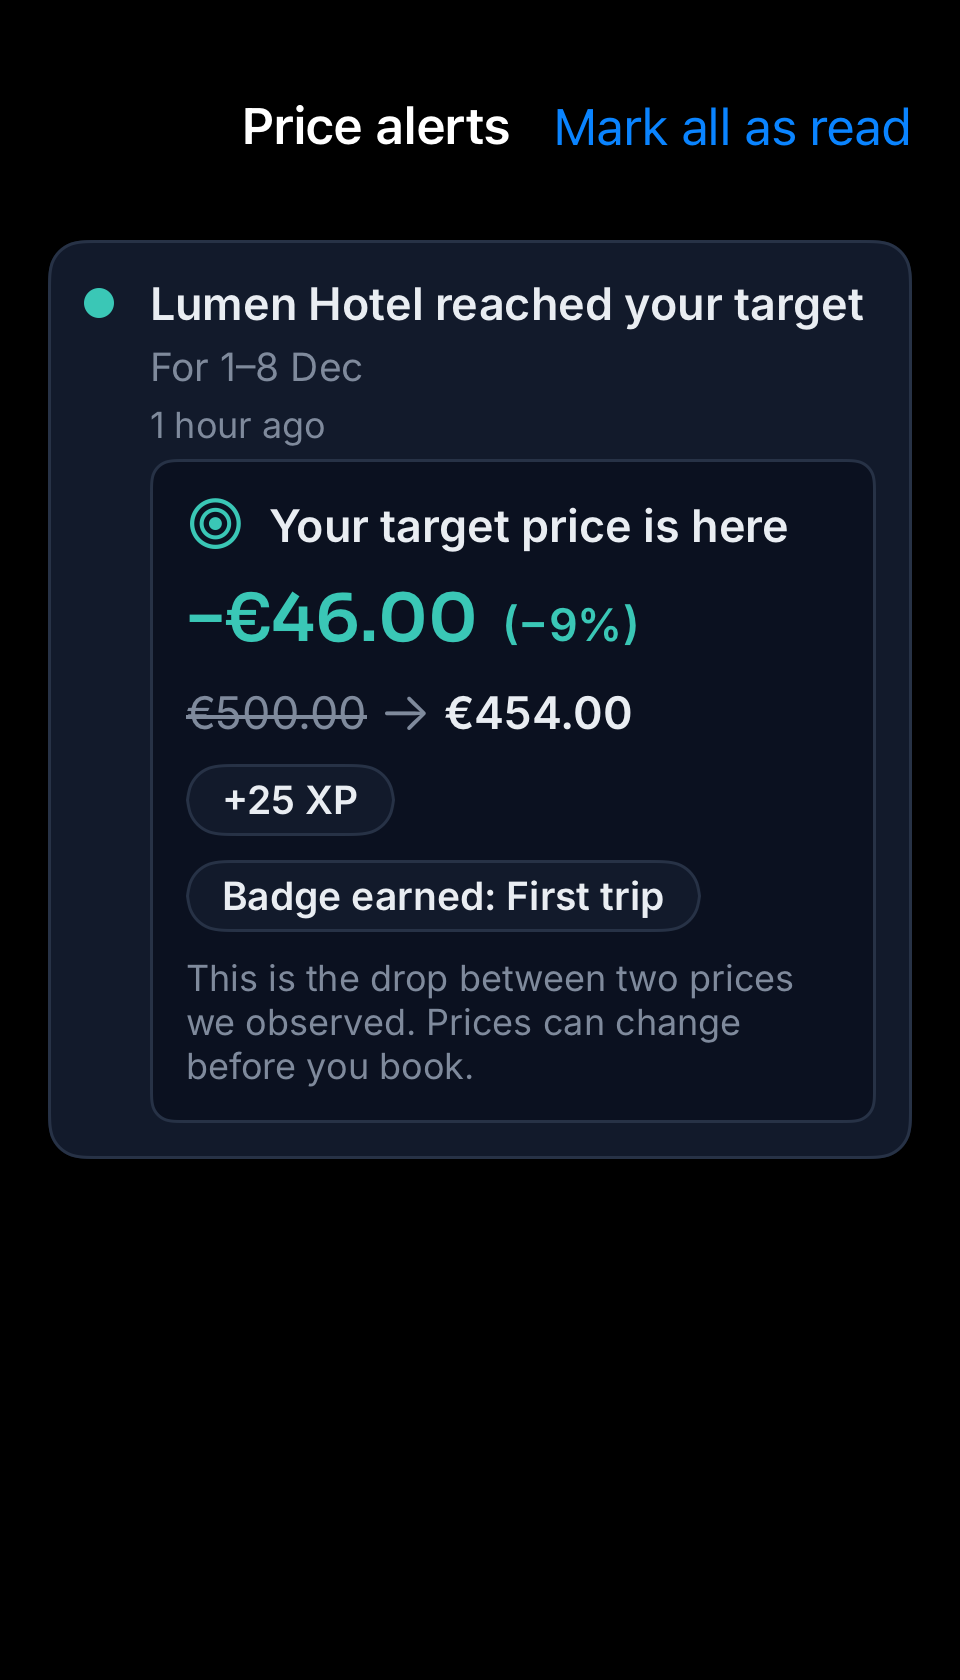 Price alerts Mark all as read
Lumen Hotel reached your target
For 1–8 Dec
1 hour ago
Your target price is here
−€46.00 (−9%)
€500.00 → €454.00
+25 XP
Badge earned: First trip
This is the drop between two prices
we observed. Prices can change
before you book.